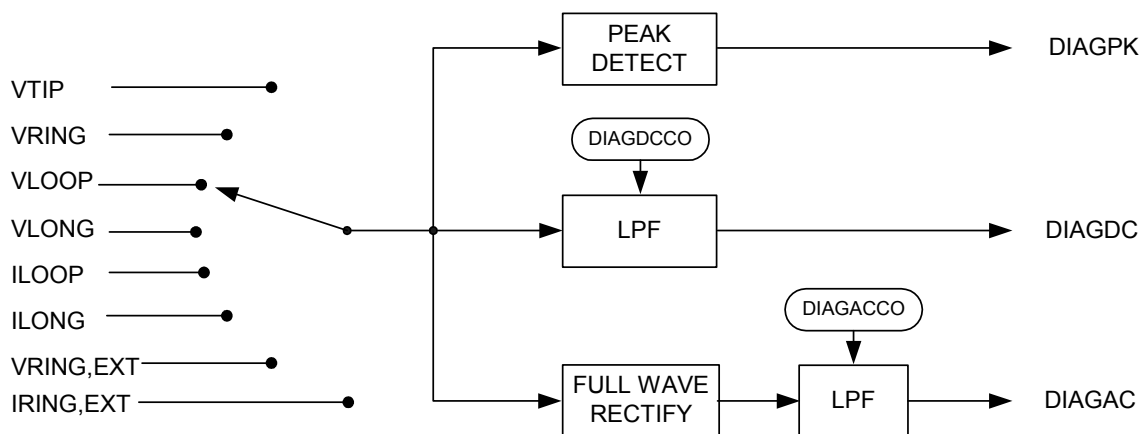 VTIP
VRING
VLOOP
VLONG
ILOOP
ILONG
VRING,EXT
IRING,EXT
PEAK
DETECT
DIAGPK
DIAGDCCO
LPF
DIAGDC
DIAGACCO
FULL WAVE
RECTIFY
LPF
DIAGAC